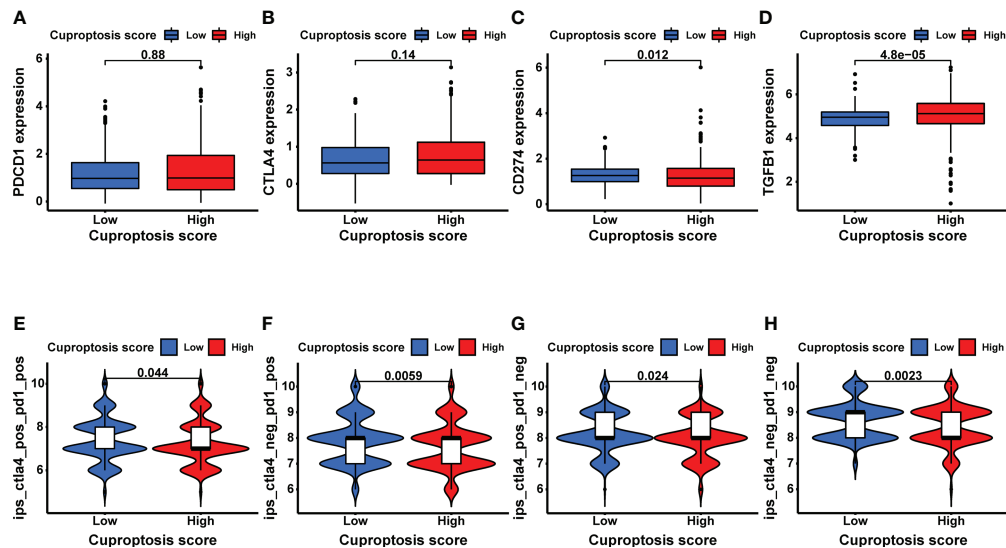 A
Cuproptosis score Low High
0.88
PDCD1 expression
6
4
2
0
Low High
Cuproptosis score
B
Cuproptosis score Low High
0.14
CTLA4 expression
3
2
1
0
Low High
Cuproptosis score
C
Cuproptosis score Low High
0.012
CD274 expression
6
4
2
0
Low High
Cuproptosis score
D
Cuproptosis score Low High
4.8e−05
TGFB1 expression
6
4
2
Low High
Cuproptosis score
E
Cuproptosis score Low High
0.044
ips_ctla4_pos_pd1_pos
10
8
6
Low High
Cuproptosis score
F
Cuproptosis score Low High
0.0059
ips_ctla4_neg_pd1_pos
10
9
8
7
6
Low High
Cuproptosis score
G
Cuproptosis score Low High
0.024
ips_ctla4_pos_pd1_neg
10
9
8
7
6
Low High
Cuproptosis score
H
Cuproptosis score Low High
0.0023
ips_ctla4_neg_pd1_neg
10
9
8
7
6
Low High
Cuproptosis score